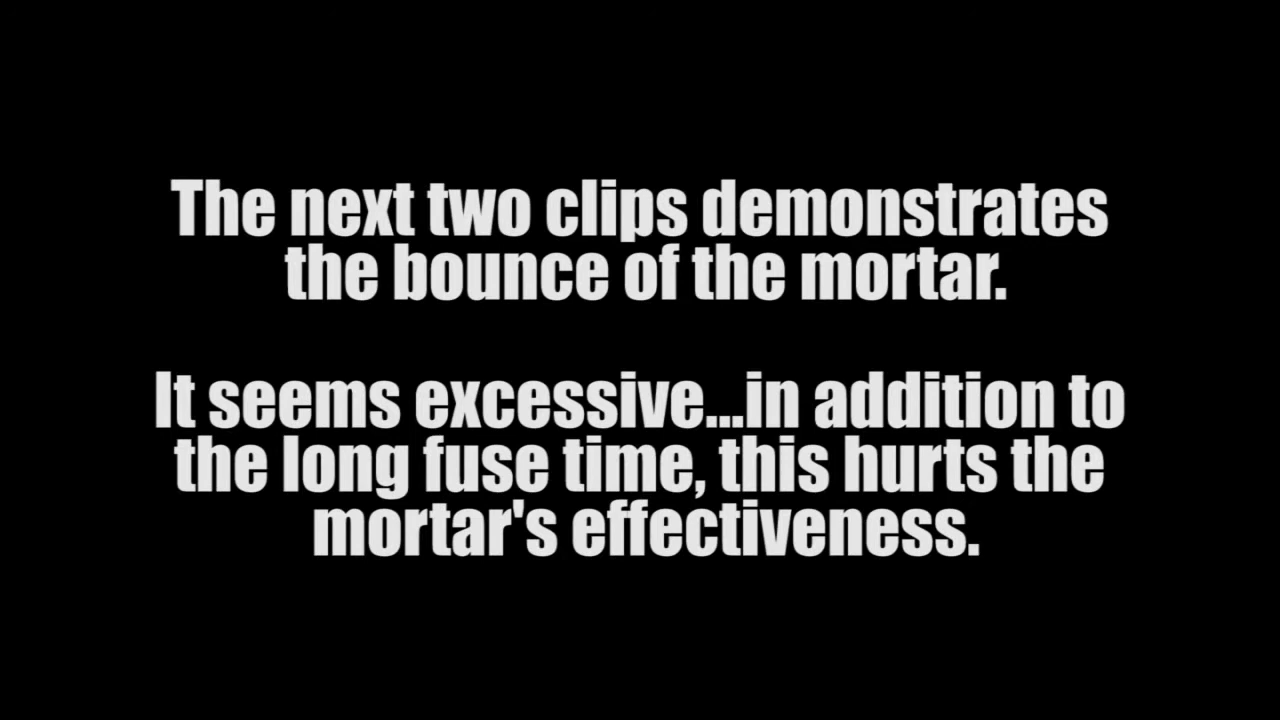 The next two clips demonstrates
the bounce of the mortar.
It seems excessive...in addition to
the long fuse time, this hurts the
mortar's effectiveness.